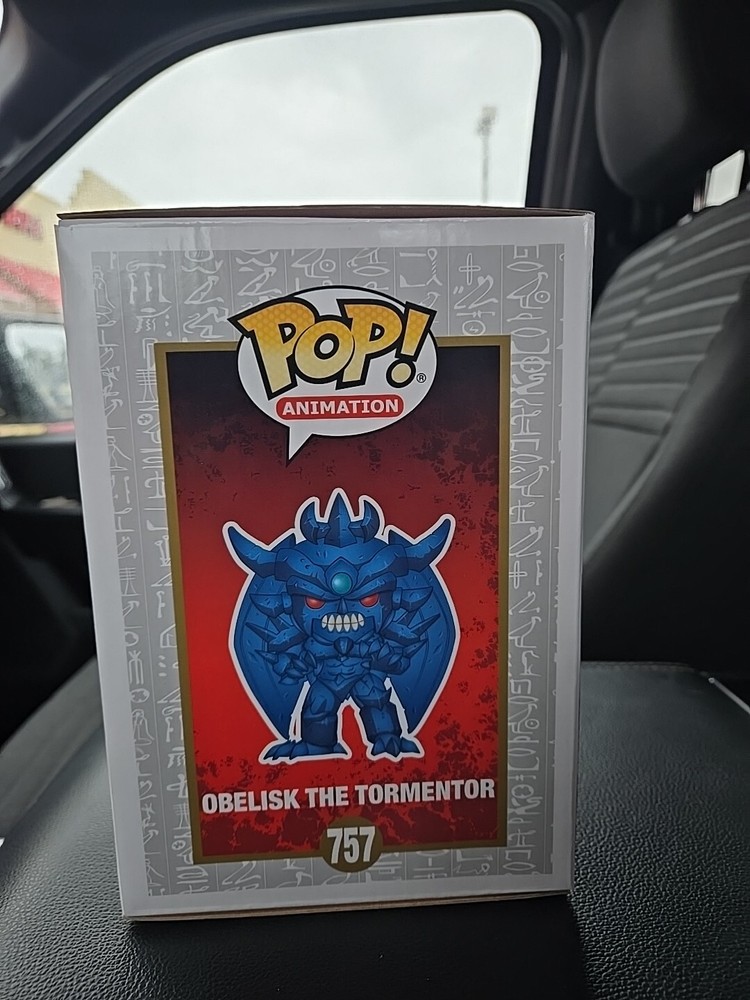 POP!®
ANIMATION
OBELISK THE TORMENTOR
757